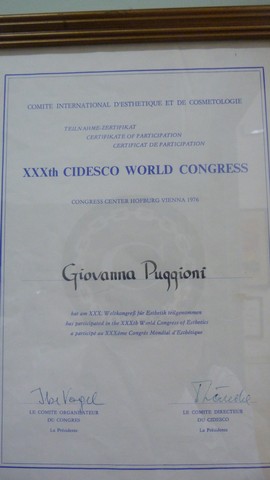 COMITE INTERNATIONAL D'ESTHETIQUE ET DE COSMETOLOGIE
TEILNAHME-ZERTIFIKAT
CERTIFICATE OF PARTICIPATION
CERTIFICAT DE PARTICIPATION
XXXth CIDESCO WORLD CONGRESS
CONGRESS CENTER HOFBURG VIENNA 1976
Giovanna Puggioni
hat am XXX. Weltkongreß für Ästhetik teilgenommen
has participated in the XXXth World Congress of Esthetics
a participé au XXXème Congrès Mondial d'Esthétique
LE COMITE ORGANISATEUR
DU CONGRES
La Présidente
LE COMITE DIRECTEUR
DU CIDESCO
La Présidente